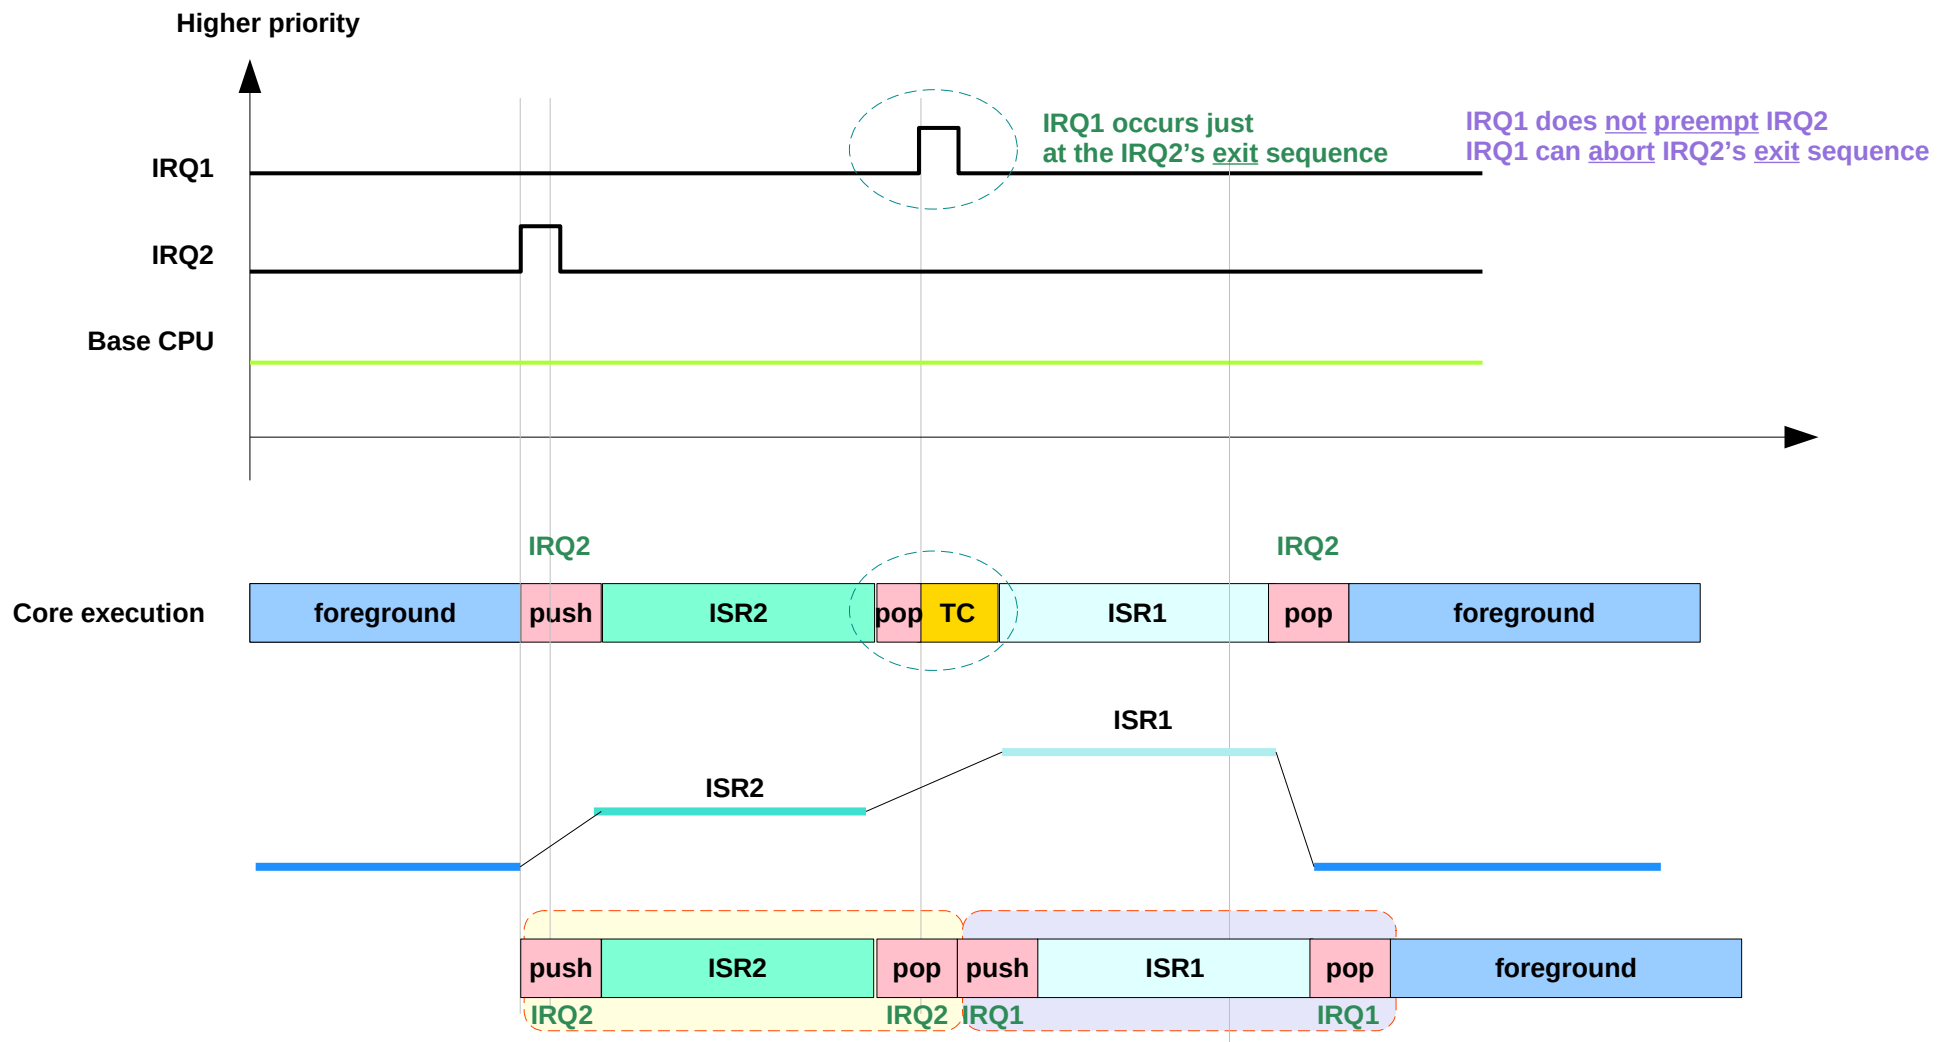 Higher priority
IRQ1 occurs just
at the IRQ2’s exit sequence
IRQ1 does not preempt IRQ2
IRQ1 can abort IRQ2’s exit sequence
IRQ1
IRQ2
Base CPU
IRQ2
IRQ2
Core execution
foreground
push
ISR2
pop
TC
ISR1
pop
foreground
ISR1
ISR2
push
ISR2
pop
push
ISR1
pop
foreground
IRQ2
IRQ2
IRQ1
IRQ1